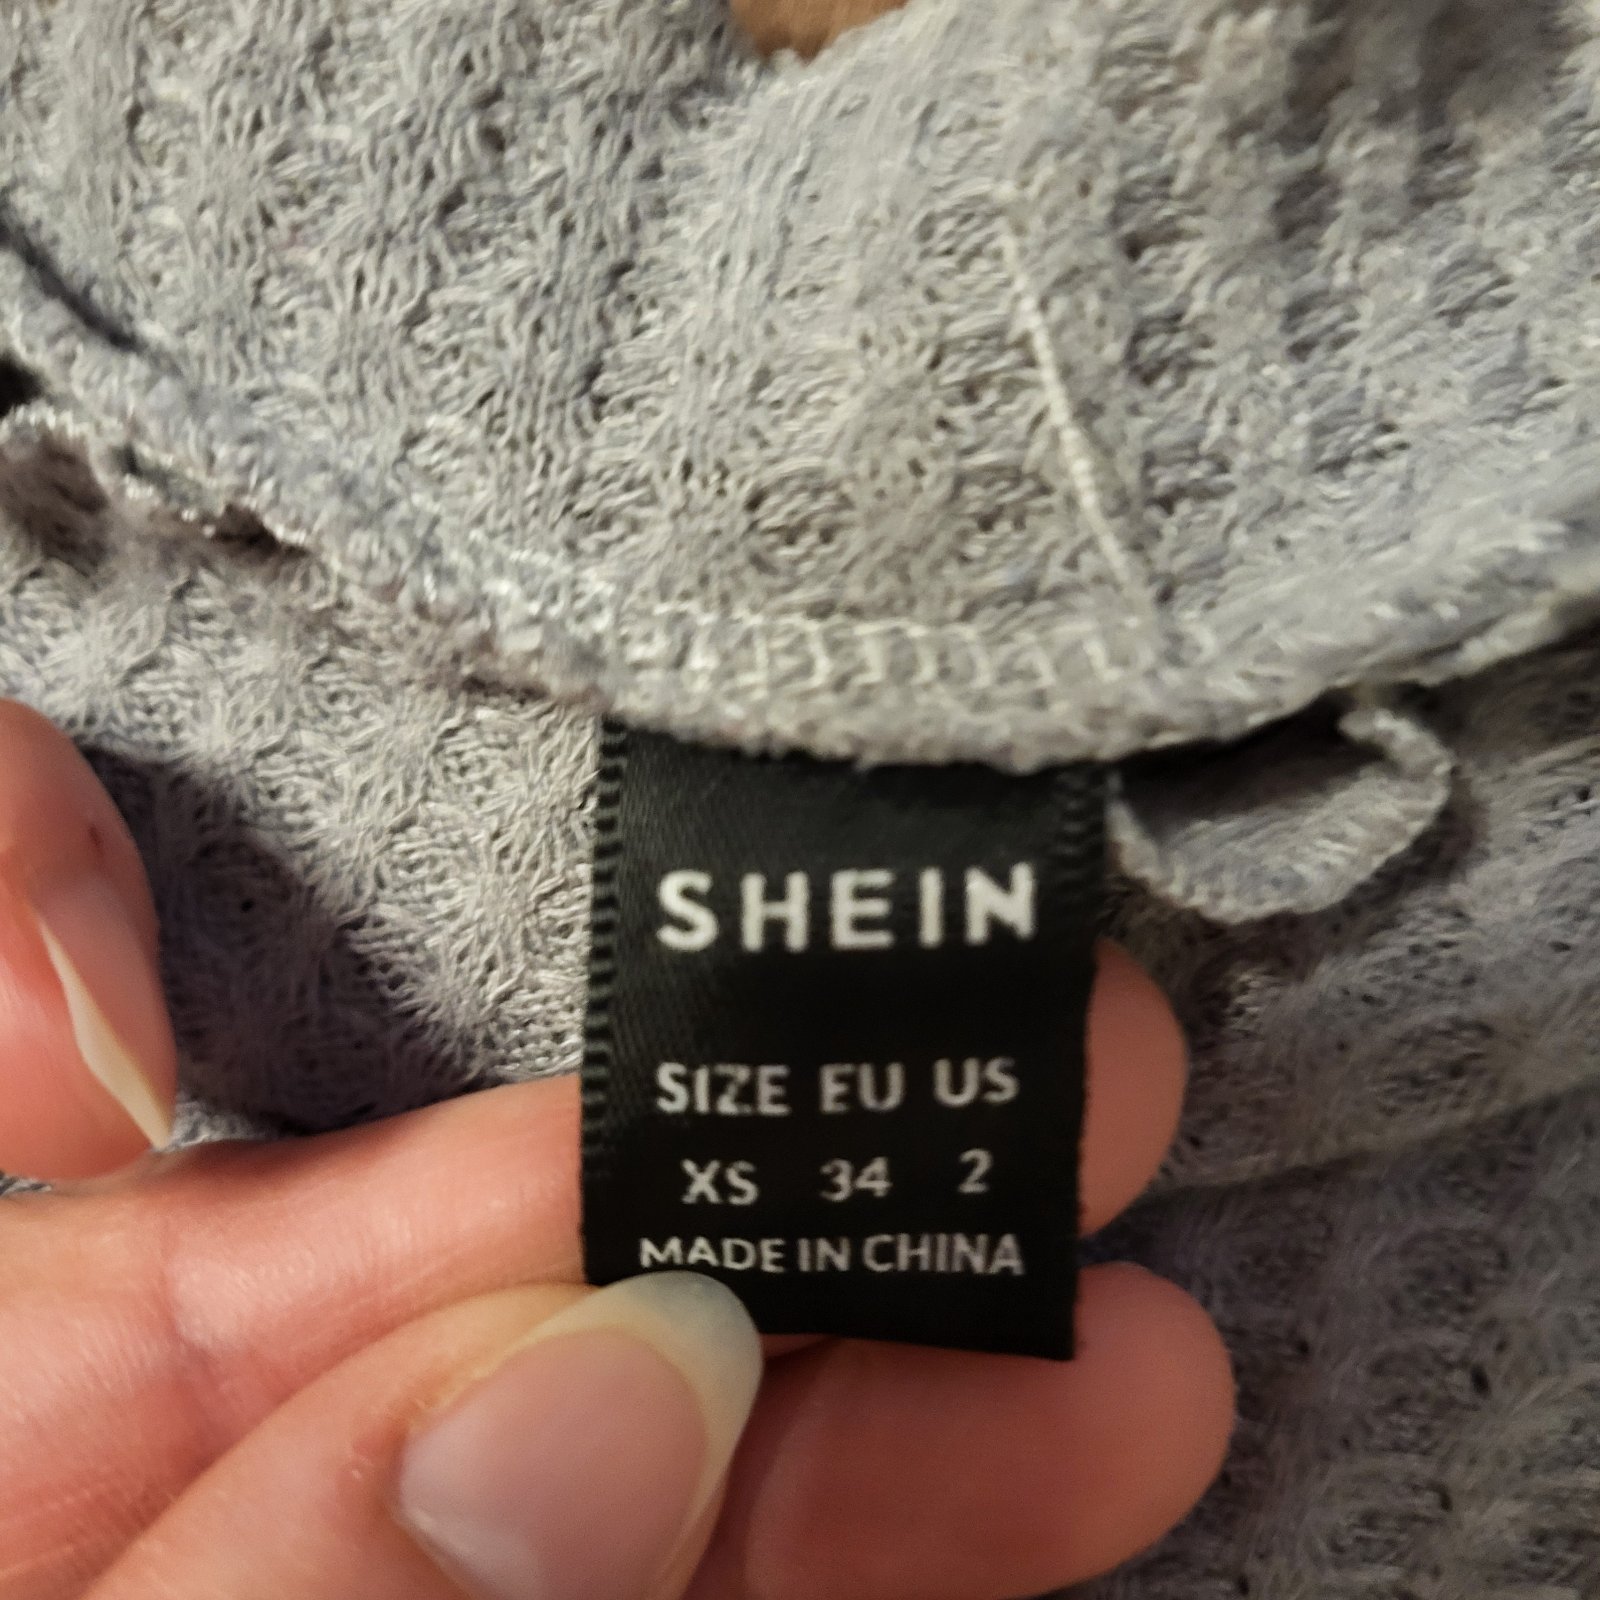 SHEIN
SIZE EU US
XS 34 2
MADE IN CHINA